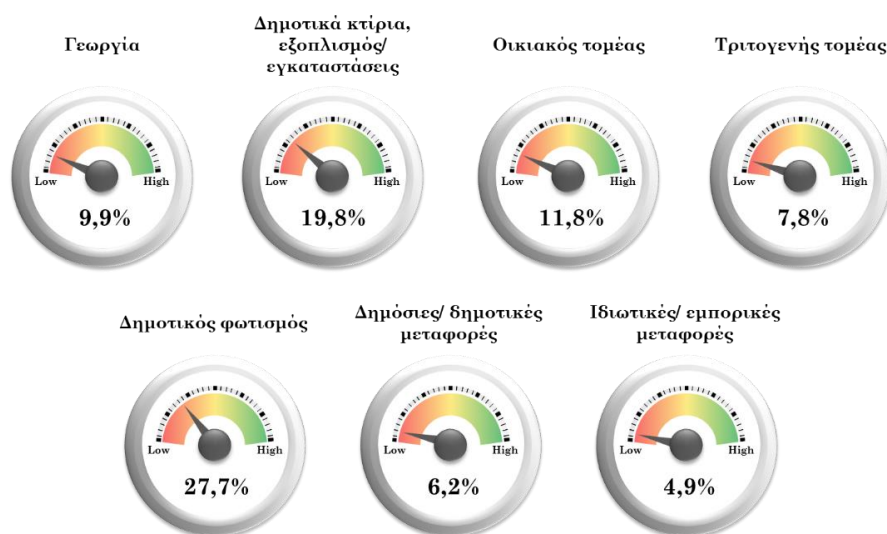 Γεωργία
Δημοτικά κτίρια,
εξοπλισμός/
εγκαταστάσεις
Οικιακός τομέας
Τριτογενής τομέας
Low High
9,9%
Low High
19,8%
Low High
11,8%
Low High
7,8%
Δημοτικός φωτισμός
Δημόσιες/ δημοτικές
μεταφορές
Ιδιωτικές/ εμπορικές
μεταφορές
Low High
27,7%
Low High
6,2%
Low High
4,9%